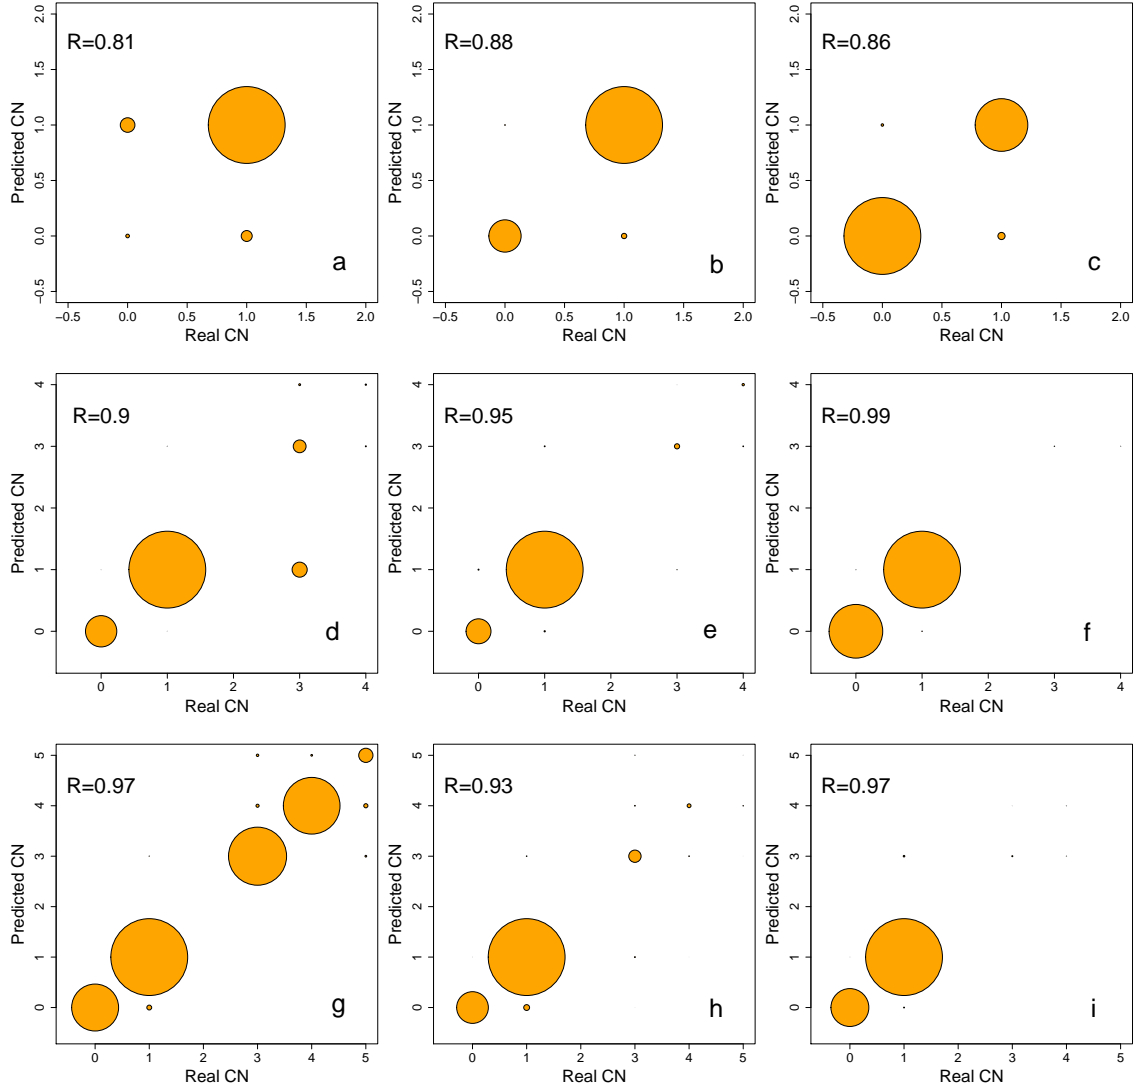 R=0.81
Predicted CN
2.0
1.5
1.0
0.5
0.0
−0.5
a
−0.5 0.0 0.5 1.0 1.5 2.0
Real CN
R=0.88
Predicted CN
2.0
1.5
1.0
0.5
0.0
−0.5
b
−0.5 0.0 0.5 1.0 1.5 2.0
Real CN
R=0.86
Predicted CN
2.0
1.5
1.0
0.5
0.0
−0.5
c
−0.5 0.0 0.5 1.0 1.5 2.0
Real CN
R=0.9
Predicted CN
4
3
2
1
0
d
0 1 2 3 4
Real CN
R=0.95
Predicted CN
4
3
2
1
0
e
0 1 2 3 4
Real CN
R=0.99
Predicted CN
4
3
2
1
0
f
0 1 2 3 4
Real CN
R=0.97
Predicted CN
5
4
3
2
1
0
g
0 1 2 3 4 5
Real CN
R=0.93
Predicted CN
5
4
3
2
1
0
h
0 1 2 3 4 5
Real CN
R=0.97
Predicted CN
5
4
3
2
1
0
i
0 1 2 3 4 5
Real CN